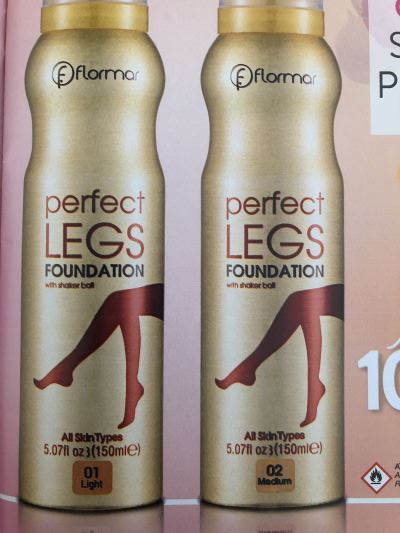 flormar
perfect
LEGS
FOUNDATION
with shaker ball
All Skin Types
5.07fl oz ℨ(150ml℮)
01
Light
flormar
perfect
LEGS
FOUNDATION
with shaker ball
All Skin Types
5.07fl oz ℨ(150ml℮)
02
Medium
S
P
10